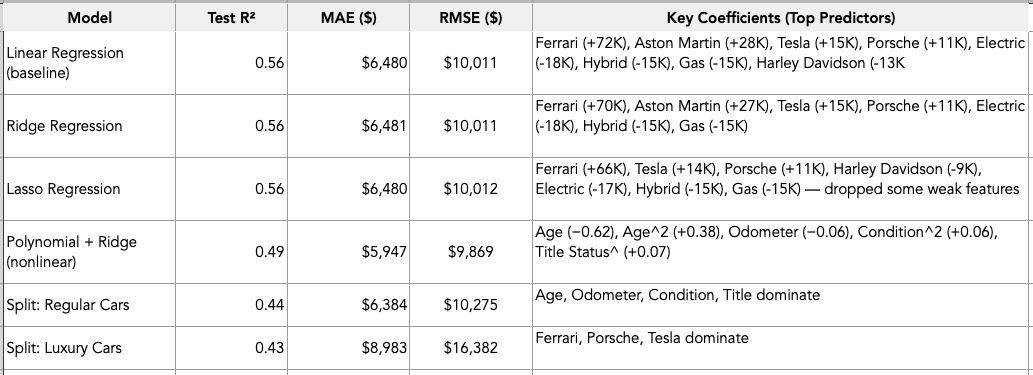 Model Test R² MAE ($) RMSE ($) Key Coefficients (Top Predictors)
Linear Regression (baseline) 0.56 $6,480 $10,011 Ferrari (+72K), Aston Martin (+28K), Tesla (+15K), Porsche (+11K), Electric
(-18K), Hybrid (-15K), Gas (-15K), Harley Davidson (-13K
Ridge Regression 0.56 $6,481 $10,011 Ferrari (+70K), Aston Martin (+27K), Tesla (+15K), Porsche (+11K), Electric
(-18K), Hybrid (-15K), Gas (-15K)
Lasso Regression 0.56 $6,480 $10,012 Ferrari (+66K), Tesla (+14K), Porsche (+11K), Harley Davidson (-9K),
Electric (-17K), Hybrid (-15K), Gas (-15K) — dropped some weak features
Polynomial + Ridge (nonlinear) 0.49 $5,947 $9,869 Age (−0.62), Age^2 (+0.38), Odometer (−0.06), Condition^2 (+0.06),
Title Status^ (+0.07)
Split: Regular Cars 0.44 $6,384 $10,275 Age, Odometer, Condition, Title dominate
Split: Luxury Cars 0.43 $8,983 $16,382 Ferrari, Porsche, Tesla dominate